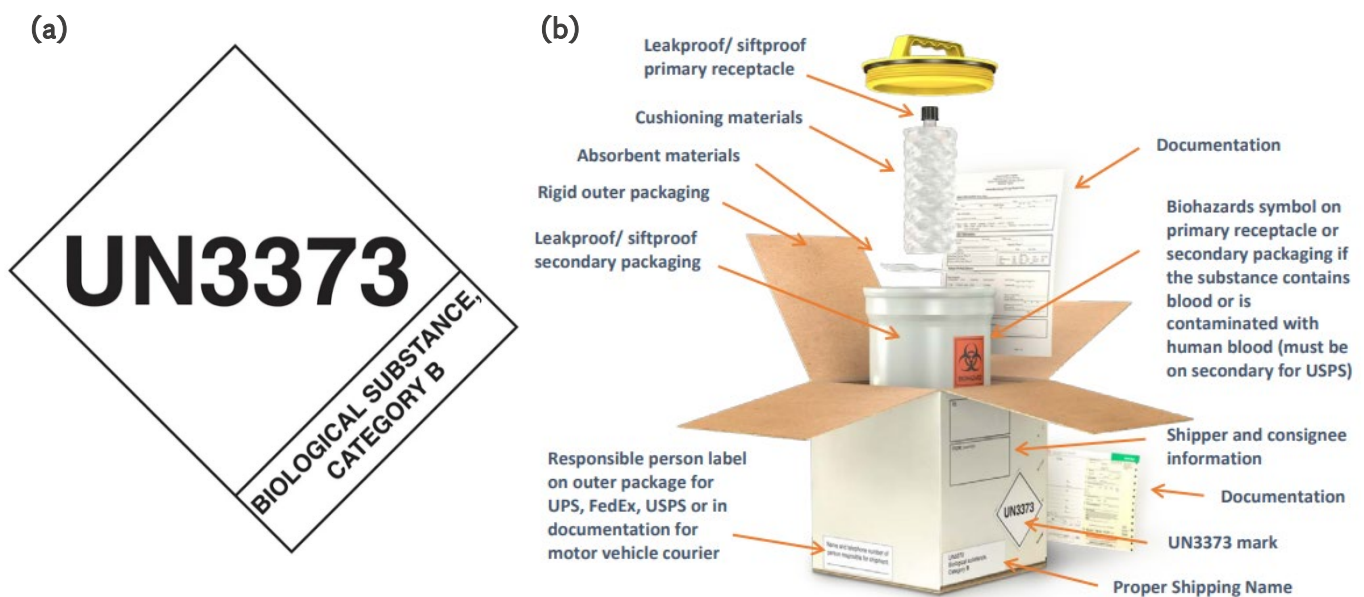 (a)
UN3373
BIOLOGICAL SUBSTANCE,
CATEGORY B
(b)
Leakproof/ siftproof
primary receptacle
Cushioning materials
Absorbent materials
Rigid outer packaging
Leakproof/ siftproof
secondary packaging
Responsible person label
on outer package for
UPS, FedEx, USPS or in
documentation for
motor vehicle courier
Documentation
Biohazards symbol on
primary receptacle or
secondary packaging if
the substance contains
blood or is
contaminated with
human blood (must be
on secondary for USPS)
Shipper and consignee
information
Documentation
UN3373 mark
Proper Shipping Name
BIOHAZARD
UN3373
Name and telephone number of
person responsible for shipment.
UN3373
Biological substance,
Category B